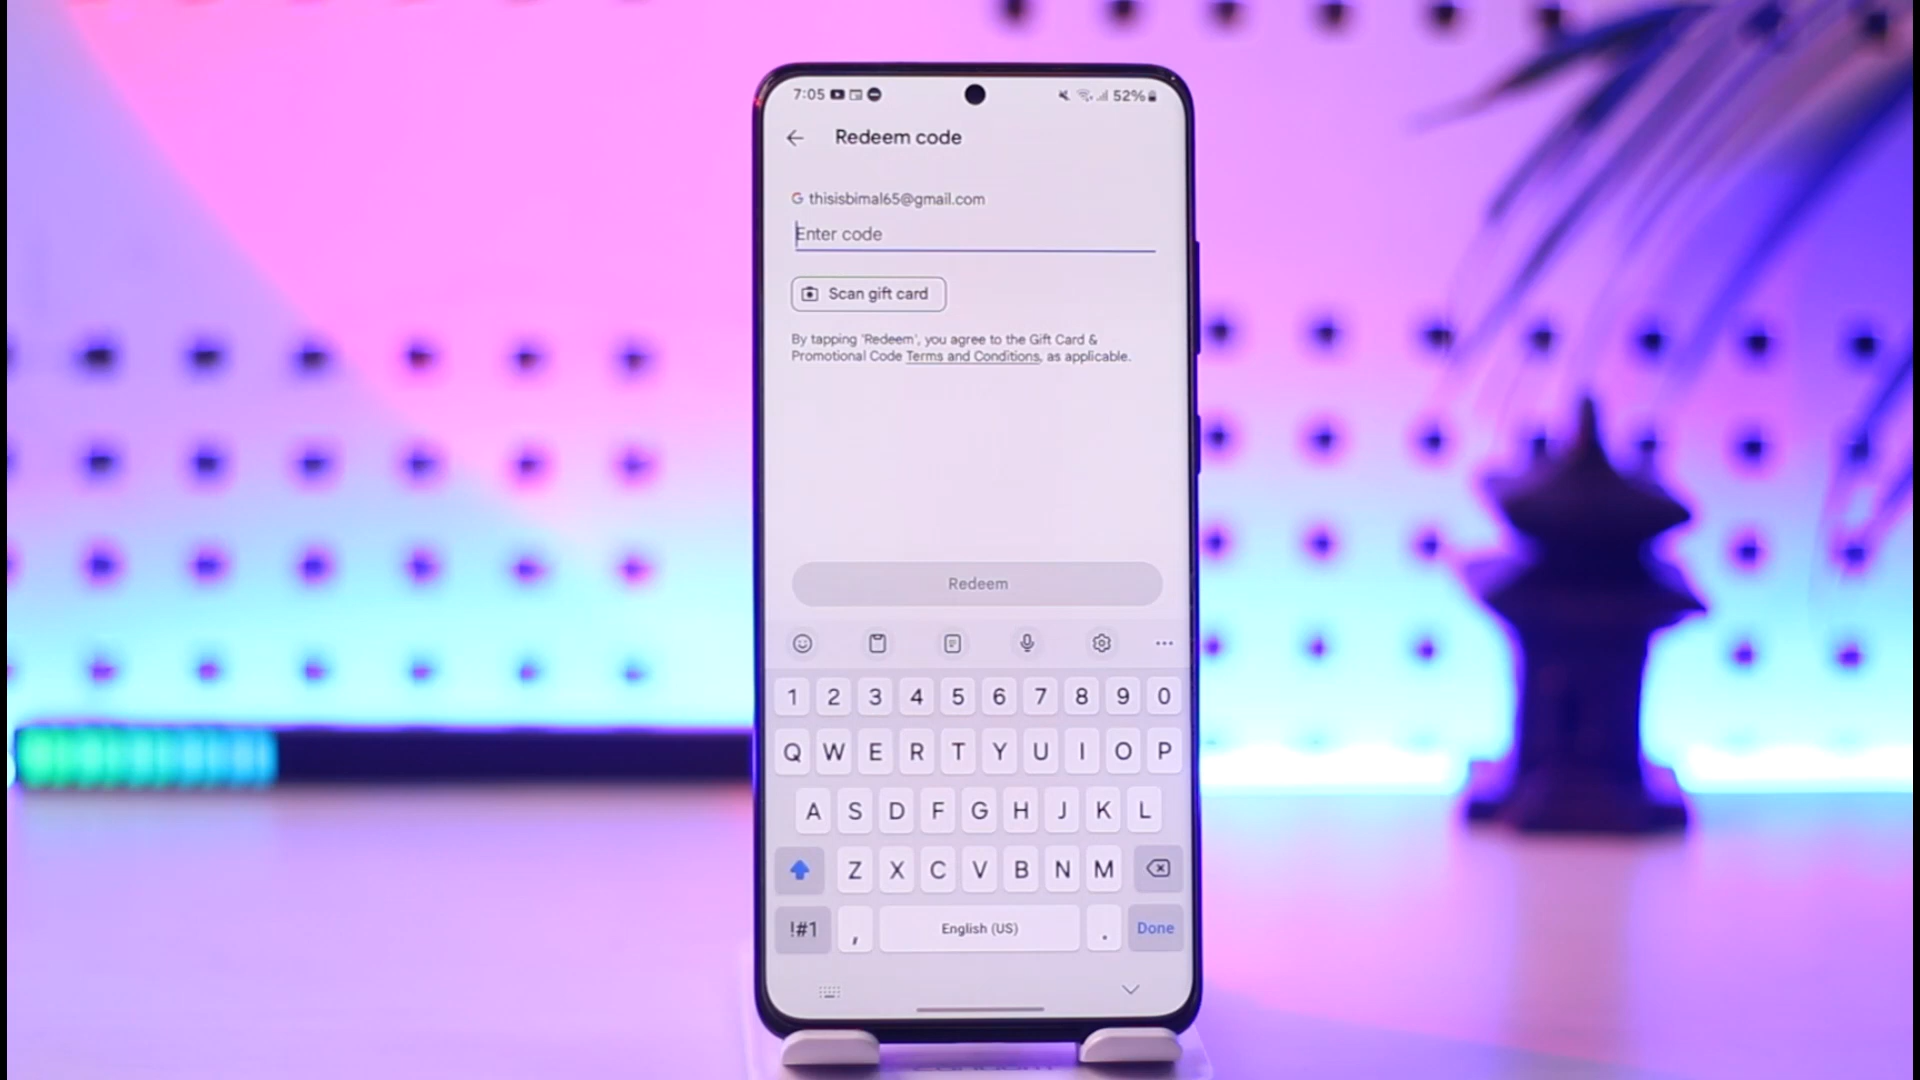 7:05 52%
Redeem code
G thisisbimal65@gmail.com
Enter code
Scan gift card
By tapping 'Redeem', you agree to the Gift Card &
Promotional Code Terms and Conditions, as applicable.
Redeem
1 2 3 4 5 6 7 8 9 0
Q W E R T Y U I O P
A S D F G H J K L
Z X C V B N M
!#1 , English (US) . Done